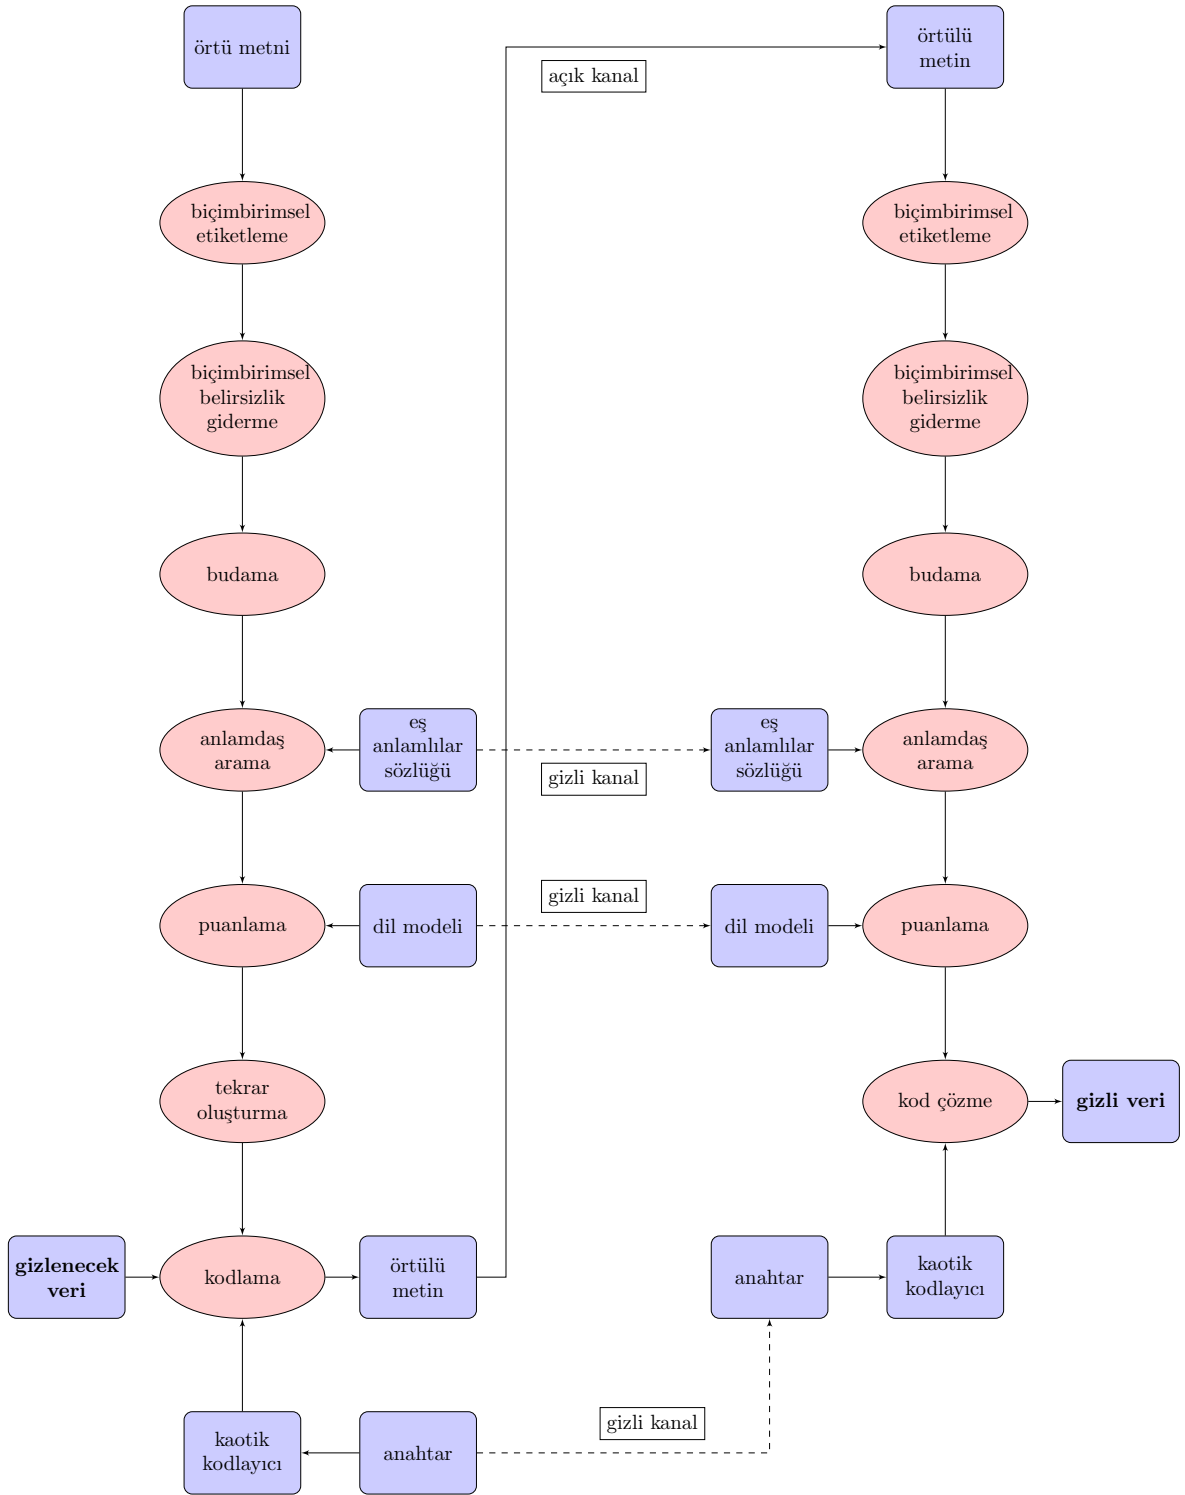 örtü metni
örtülü
metin
açık kanal
biçimbirimsel
etiketleme
biçimbirimsel
etiketleme
biçimbirimsel
belirsizlik
giderme
biçimbirimsel
belirsizlik
giderme
budama
budama
anlamdaş
arama
eş
anlamlılar
sözlüğü
gizli kanal
eş
anlamlılar
sözlüğü
anlamdaş
arama
puanlama
dil modeli
gizli kanal
dil modeli
puanlama
tekrar
oluşturma
kod çözme
gizli veri
gizlenecek
veri
kodlama
örtülü
metin
anahtar
kaotik
kodlayıcı
kaotik
kodlayıcı
anahtar
gizli kanal